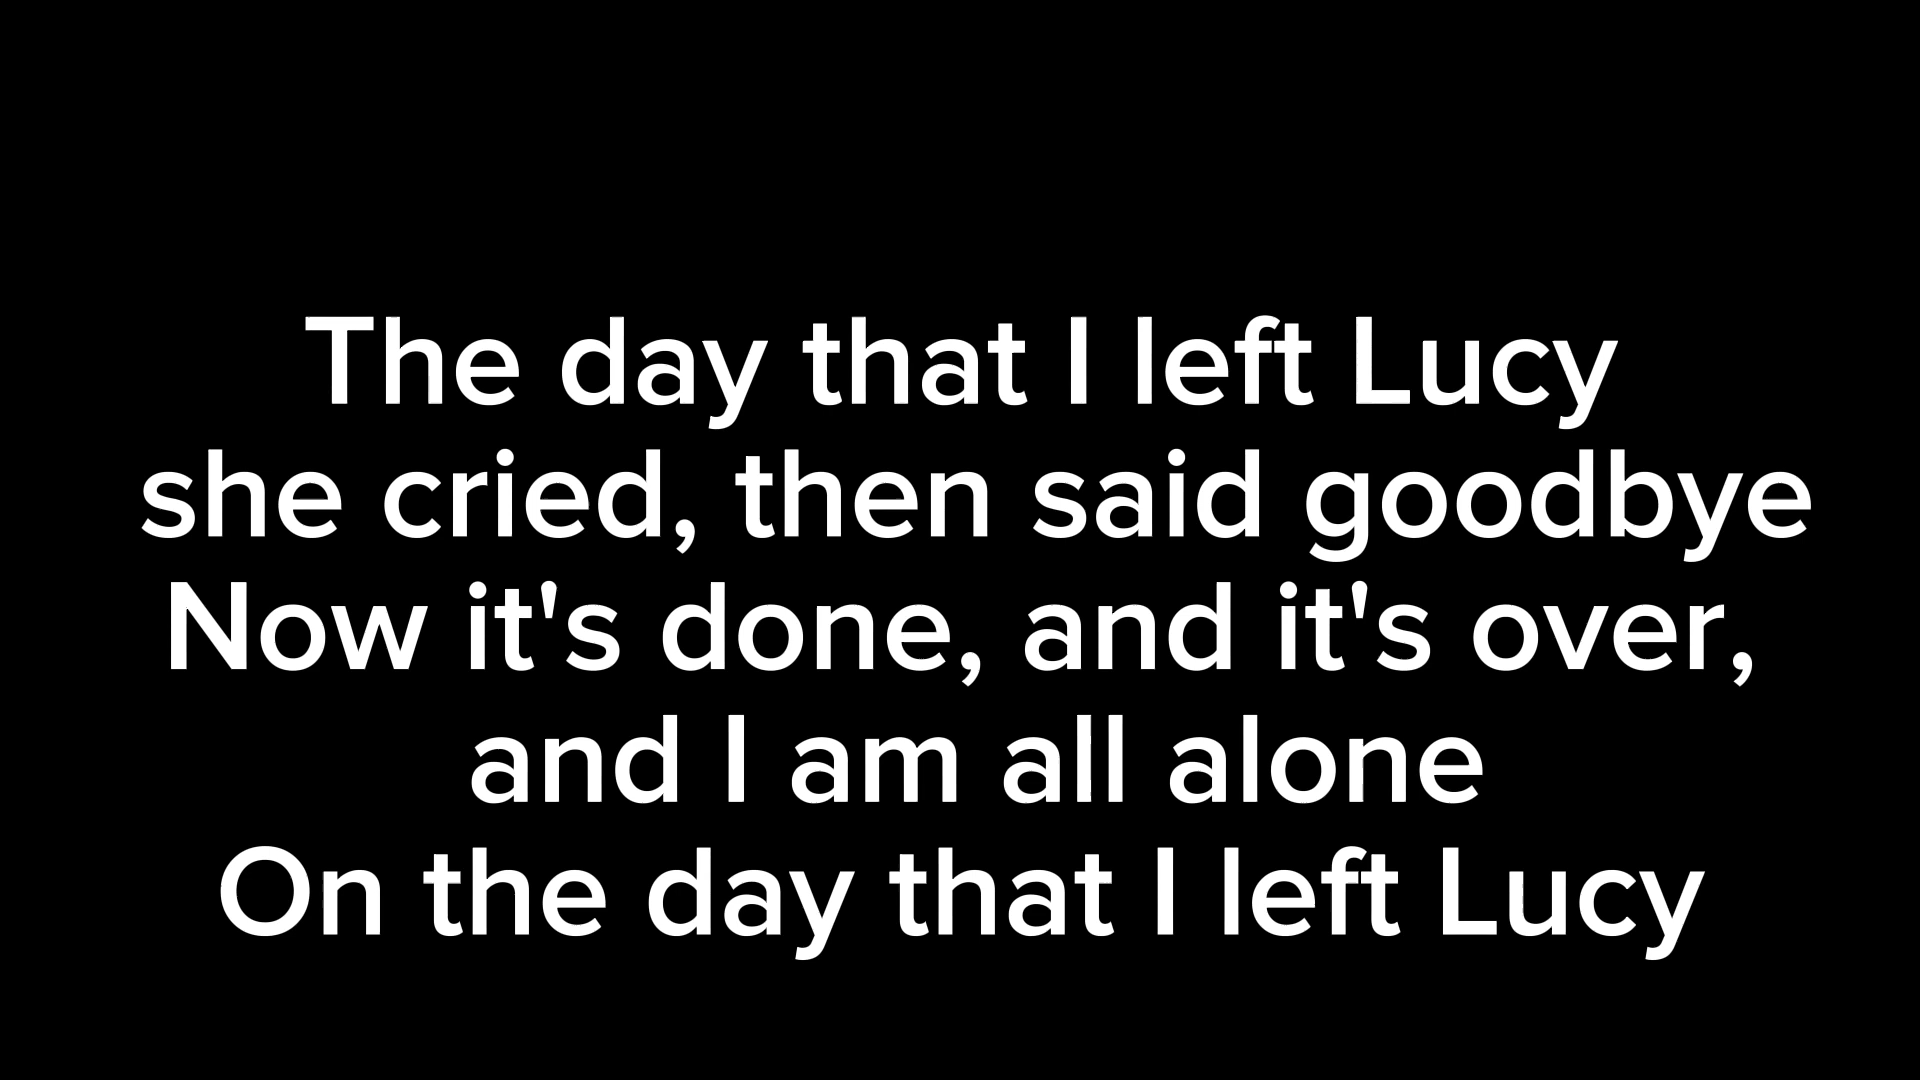 The day that I left Lucy
she cried, then said goodbye
Now it's done, and it's over,
and I am all alone
On the day that I left Lucy